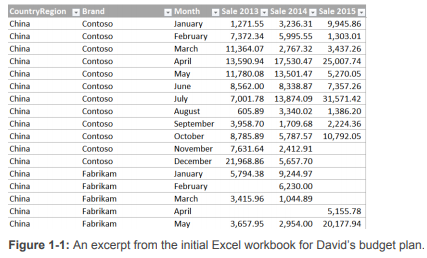 CountryRegion Brand Month Sale 2013 Sale 2014 Sale 2015
China Contoso January 1,271.55 3,236.31 9,945.86
China Contoso February 7,372.34 5,995.55 1,303.01
China Contoso March 11,364.07 2,767.32 3,437.26
China Contoso April 13,590.94 17,530.47 25,007.74
China Contoso May 11,780.08 13,501.47 5,270.05
China Contoso June 8,562.00 8,338.87 7,357.26
China Contoso July 7,001.78 13,874.09 31,571.42
China Contoso August 605.89 3,340.02 1,386.20
China Contoso September 3,958.70 1,709.68 2,224.36
China Contoso October 8,785.89 5,787.57 10,792.05
China Contoso November 7,631.64 2,412.91
China Contoso December 21,968.86 5,657.70
China Fabrikam January 5,794.38 9,244.97
China Fabrikam February 6,230.00
China Fabrikam March 3,415.96 1,044.89
China Fabrikam April 5,155.78
China Fabrikam May 3,657.95 2,954.00 20,177.94
Figure 1-1: An excerpt from the initial Excel workbook for David's budget plan.